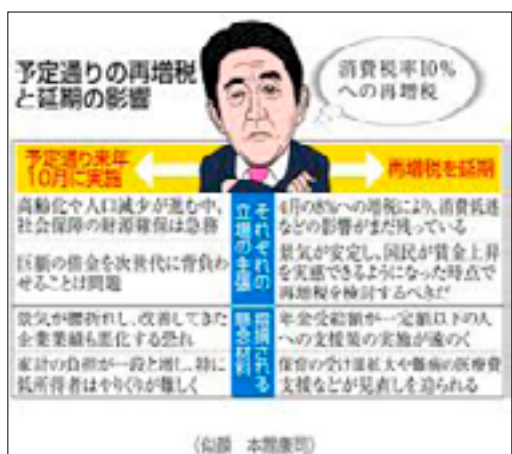 予定通りの再増税
と延期の影響
消費税率10%
への再増税
予定通り来年
10月に実施
再増税を延期
それぞれの
立場の主張
高齢化や人口減少が進む中、
社会保障の財源確保は急務
巨額の借金を次世代に背負わ
せることは問題
4月の8%への増税により、消費低迷
などの影響がまだ残っている
景気が安定し、国民が賃金上昇
を実感できるようになった時点で
再増税を検討するべきだ
指摘される
懸念材料
景気が腰折れし、改善してきた
企業業績も悪化する恐れ
家計の負担が一段と増し、特に
低所得者はやりくりが難しく
年金受給額が一定額以下の人
への支援策の実施が遠のく
保育の受け皿拡大や難病の医療費
支援などが見直しを迫られる
(似顔 本間康司)